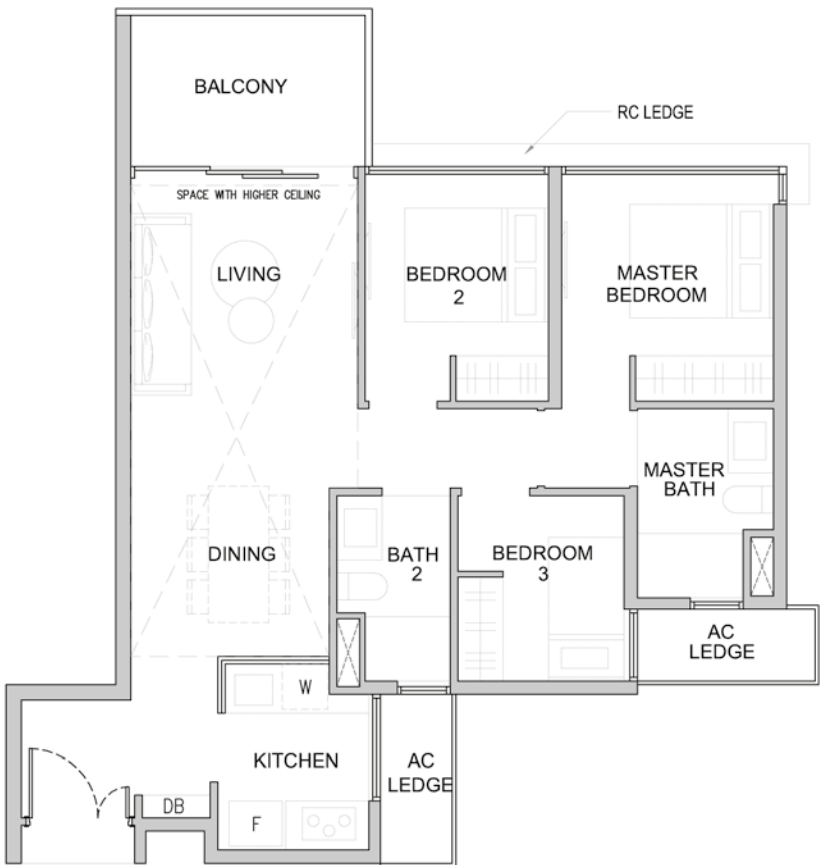 BALCONY
RC LEDGE
SPACE WITH HIGHER CEILING
LIVING
BEDROOM
2
MASTER
BEDROOM
MASTER
BATH
DINING
BATH
2
BEDROOM
3
AC
LEDGE
W
KITCHEN
AC
LEDGE
DB
F